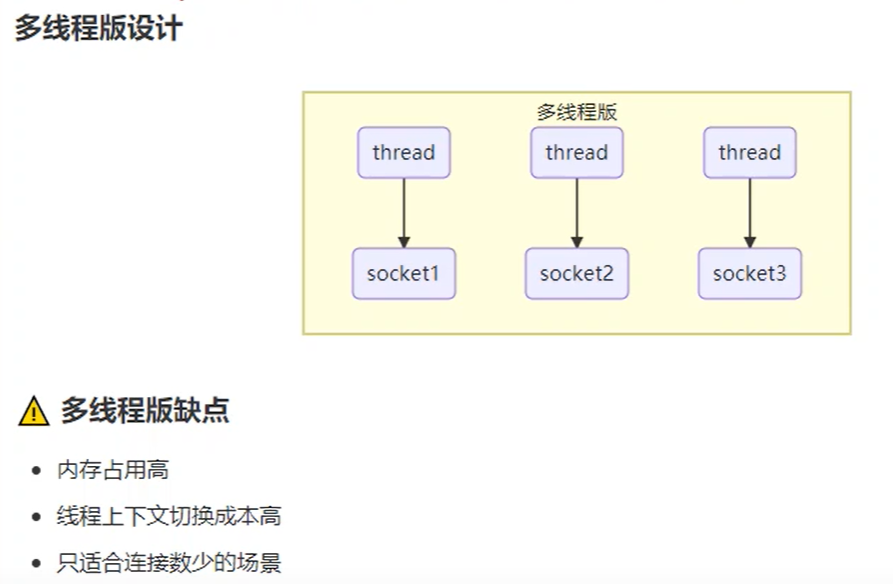 多线程版设计
多线程版
thread thread thread
socket1 socket2 socket3
多线程版缺点
内存占用高
线程上下文切换成本高
只适合连接数少的场景